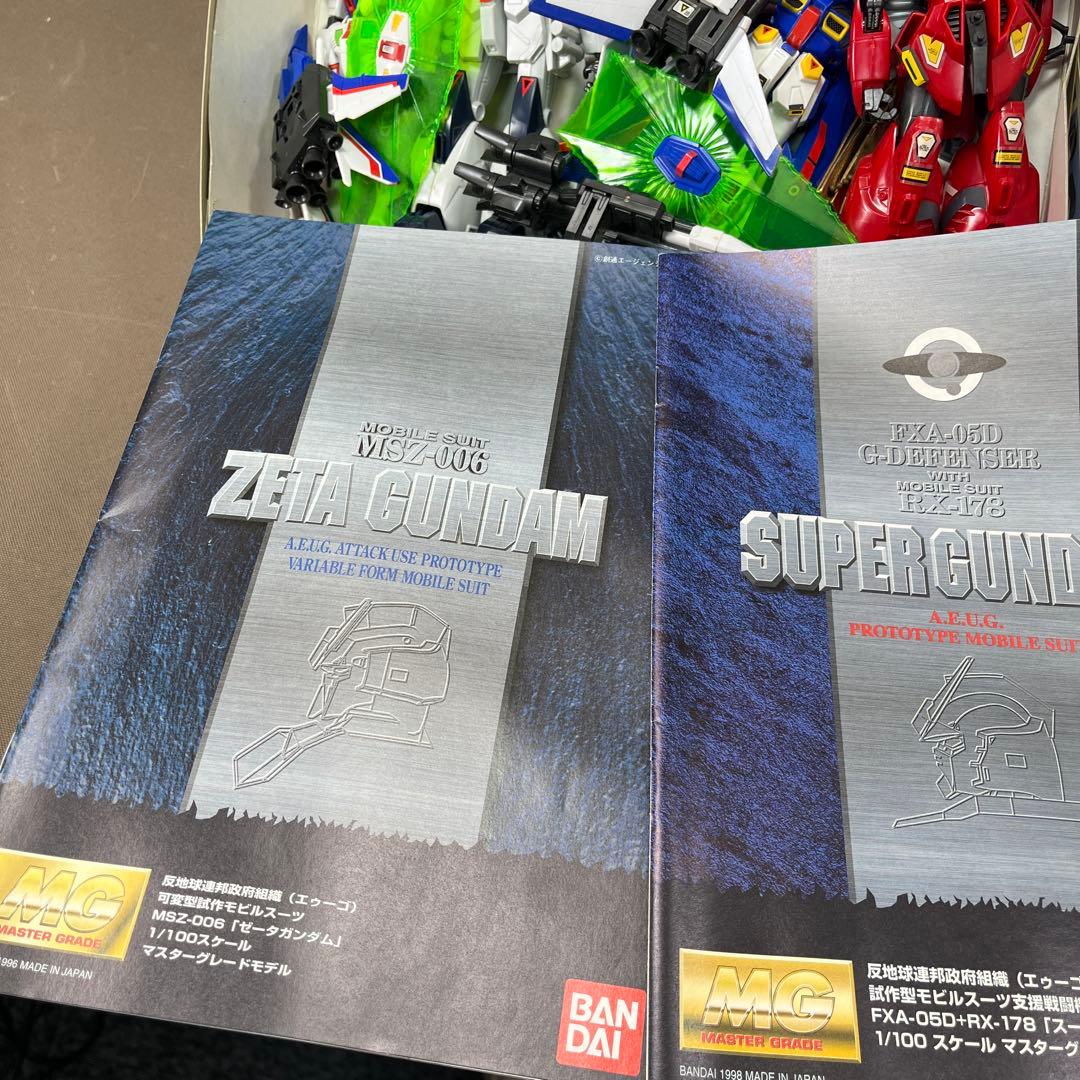 ©創通エージェン
MOBILE SUIT
MSZ-006
ZETA GUNDAM
A.E.U.G. ATTACK USE PROTOTYPE
VARIABLE FORM MOBILE SUIT
MG
MASTER GRADE
反地球連邦政府組織（エゥーゴ）
可変型試作モビルスーツ
MSZ-006「ゼータガンダム」
1/100スケール
マスターグレードモデル
1996 MADE IN JAPAN
BAN
DAI
FXA-05D
G-DEFENSER
WITH
MOBILE SUIT
RX-178
SUPER GUND
A.E.U.G.
PROTOTYPE MOBILE SUI
MG
MASTER GRADE
反地球連邦政府組織（エゥーゴ
試作型モビルスーツ支援戦闘機
FXA-05D+RX-178「スー
1/100 スケール マスターグ
BANDAI 1998 MADE IN JAPAN